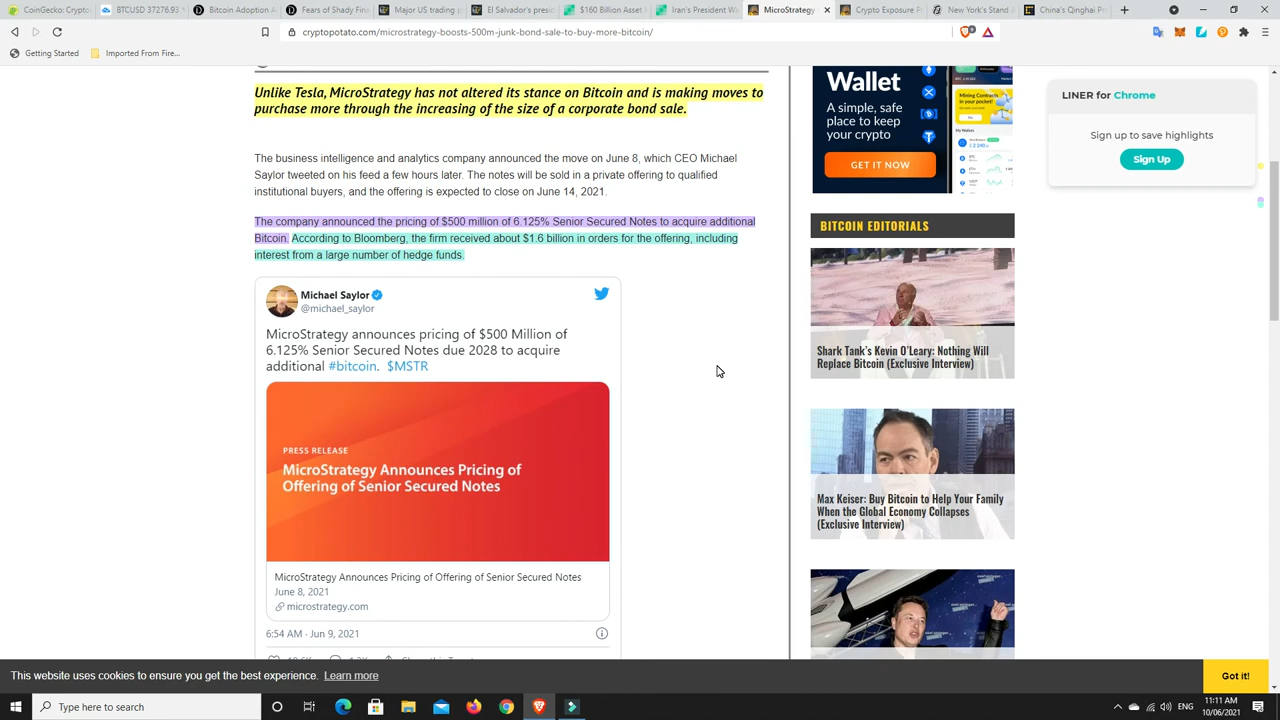 CoinGecko: Crypto
BTCUSD 37276.93
Bitcoin Adoption A
Fears of Shady Fina
Major US trading p
El Salvador's presi
$160 Billion Asset
Iran's President Wa
MicroStrategy
Crypto Exposure P
New York's Stance
China's Qinghai Pr
cryptopotato.com/microstrategy-boosts-500m-junk-bond-sale-to-buy-more-bitcoin/
Getting Started
Imported From Fire...
Unlike Tesla, MicroStrategy has not altered its stance on Bitcoin and is making moves to
buy more through the increasing of the size of a corporate bond sale.
The business intelligence and analytics company announced the move on June 8, which CEO Michael
Saylor posted on his feed a few hours later. The notes will be sold in a private offering to qualified
institutional buyers, and the offering is expected to close on June 14, 2021.
The company announced the pricing of $500 million of 6.125% Senior Secured Notes to acquire additional
Bitcoin. According to Bloomberg, the firm received about $1.6 billion in orders for the offering, including
interest from a large number of hedge funds.
Michael Saylor
@michael_saylor
Microstrategy announces pricing of $500 Million of
6.125% Senior Secured Notes due 2028 to acquire
additional #bitcoin. $MSTR
PRESS RELEASE
MicroStrategy Announces Pricing of
Offering of Senior Secured Notes
MicroStrategy Announces Pricing of Offering of Senior Secured Notes
June 8, 2021
microstrategy.com
6:54 AM · Jun 9, 2021
Wallet
A simple, safe
place to keep
your crypto
GET IT NOW
Mining Contracts
in your pocket!
BITCOIN EDITORIALS
Shark Tank's Kevin O'Leary: Nothing Will
Replace Bitcoin (Exclusive Interview)
Max Keiser: Buy Bitcoin to Help Your Family
When the Global Economy Collapses
(Exclusive Interview)
LINER for Chrome
Sign up to save highlights
Sign Up
This website uses cookies to ensure you get the best experience. Learn more
Got it!
Type here to search
ENG
11:11 AM
10/06/2021